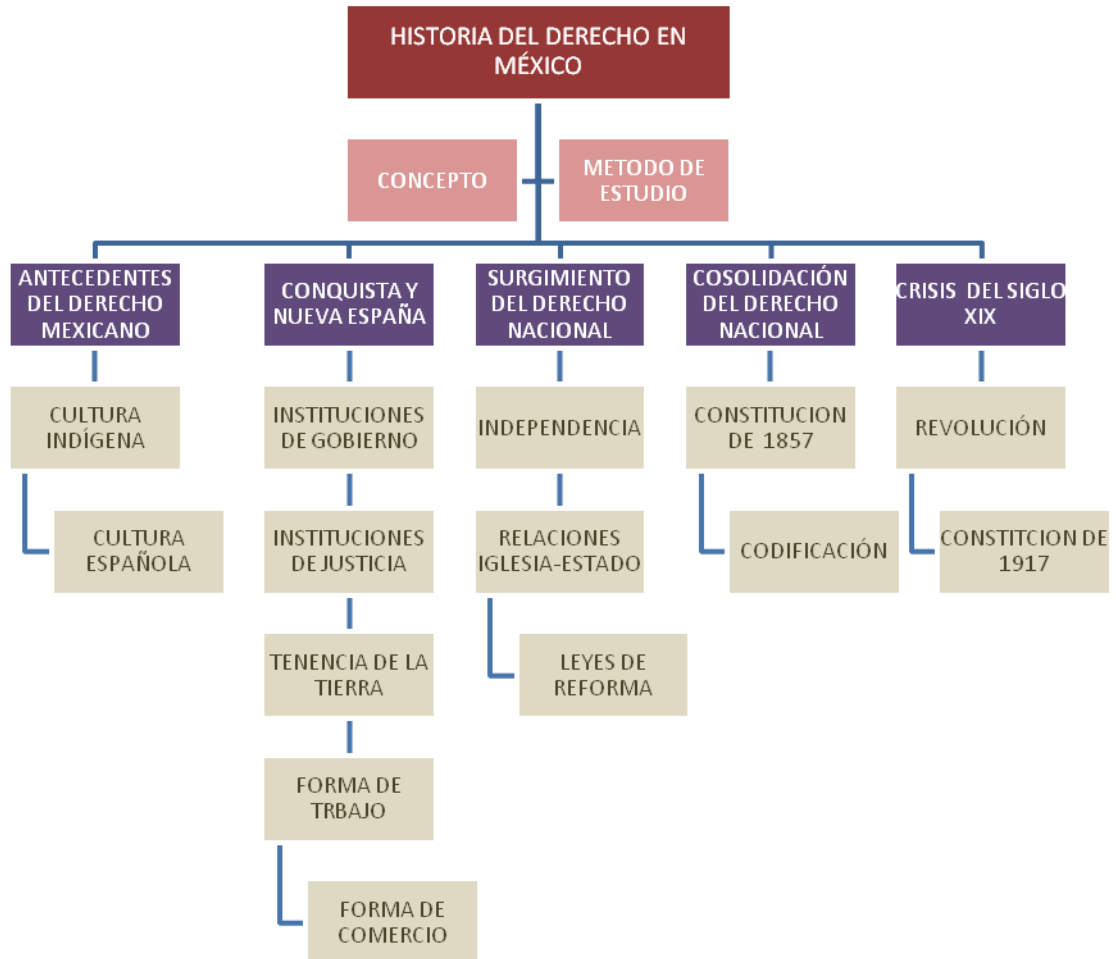 HISTORIA DEL DERECHO EN
MÉXICO
CONCEPTO
METODO DE
ESTUDIO
ANTECEDENTES
DEL DERECHO
MEXICANO
CONQUISTA Y
NUEVA ESPAÑA
SURGIMIENTO
DEL DERECHO
NACIONAL
COSOLIDACIÓN
DEL DERECHO
NACIONAL
CRISIS DEL SIGLO
XIX
CULTURA
INDÍGENA
CULTURA
ESPAÑOLA
INSTITUCIONES
DE GOBIERNO
INSTITUCIONES
DE JUSTICIA
TENENCIA DE LA
TIERRA
FORMA DE
TRBAJO
FORMA DE
COMERCIO
INDEPENDENCIA
RELACIONES
IGLESIA-ESTADO
LEYES DE
REFORMA
CONSTITUCION
DE 1857
CODIFICACIÓN
REVOLUCIÓN
CONSTITCION DE
1917